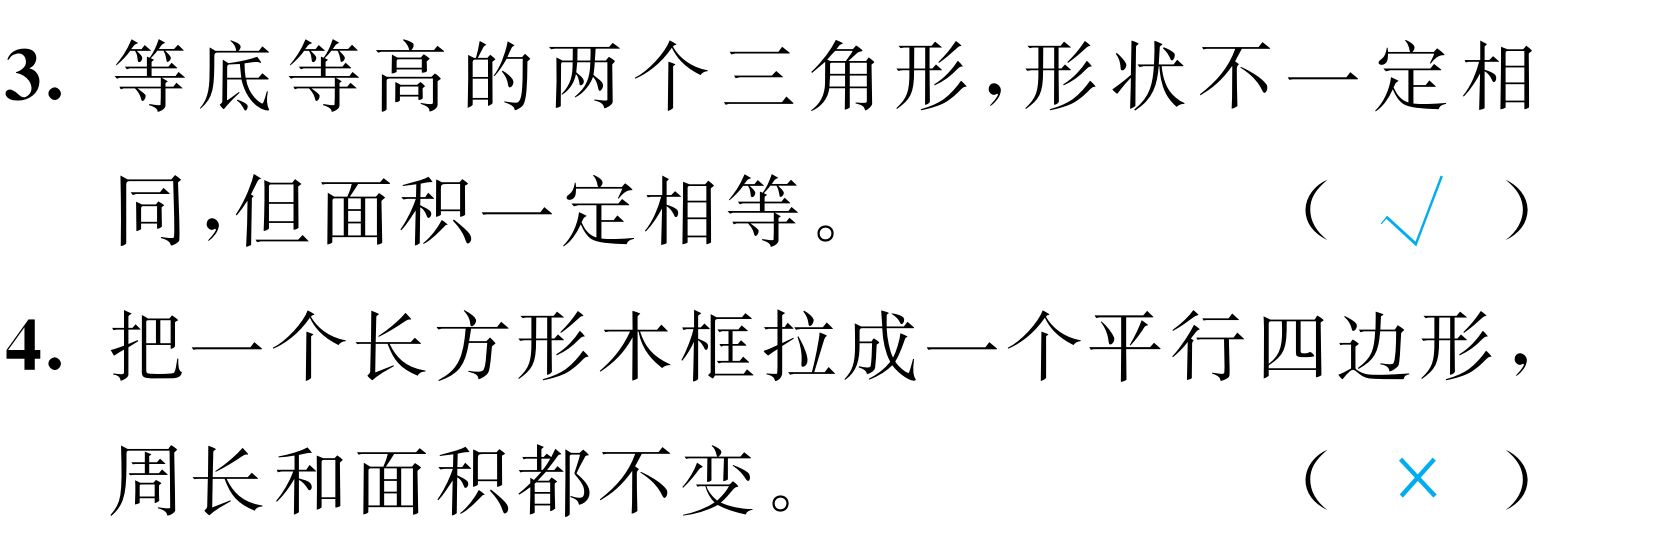 3. 等底等高的两个三角形,形状不一定相
同,但面积一定相等。 ( √ )
4. 把一个长方形木框拉成一个平行四边形,
周长和面积都不变。 ( × )